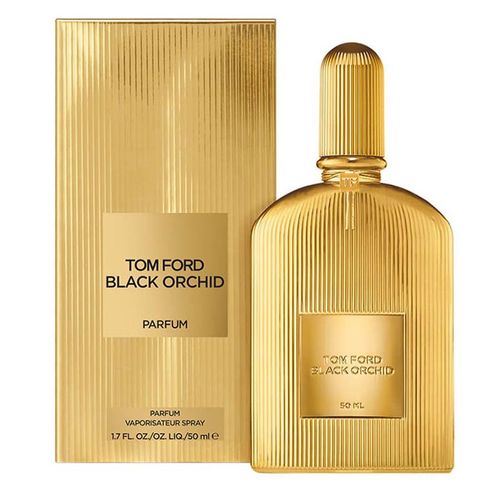 TOM FORD
BLACK ORCHID
PARFUM
PARFUM
VAPORISATEUR SPRAY
1.7 FL. OZ./OZ. LIQ./50 ml ℮
TF
TOM FORD
BLACK ORCHID
50 ML